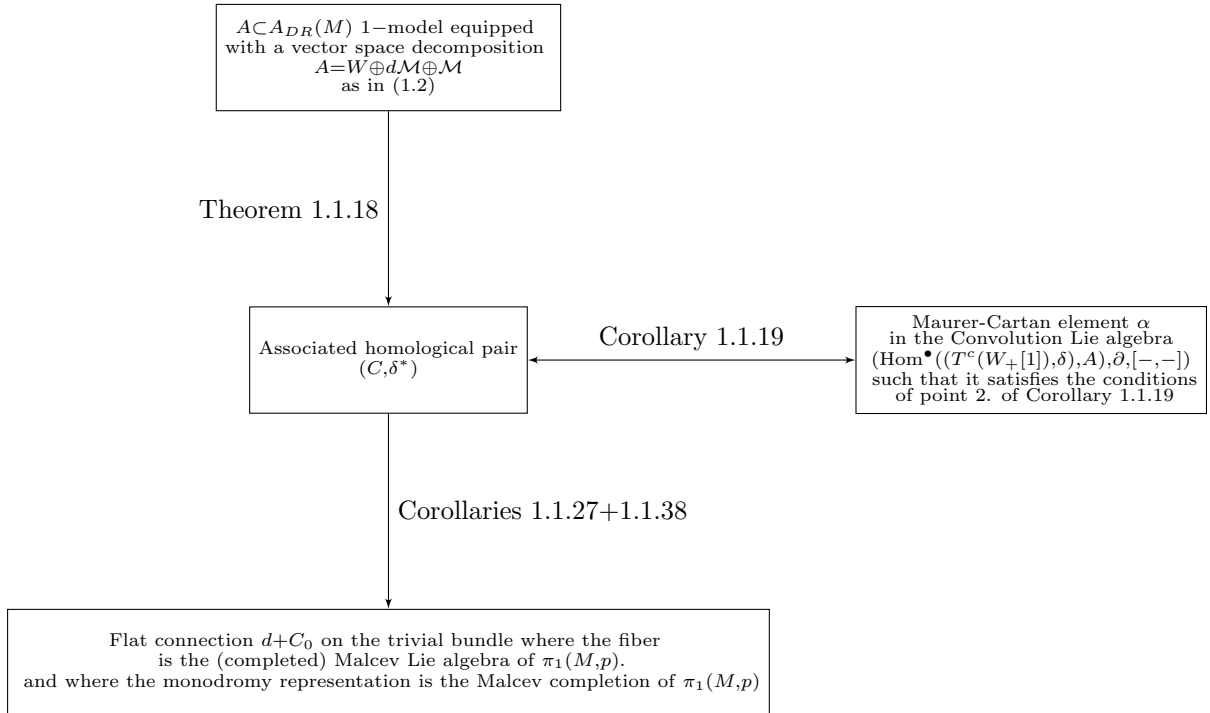 A⊂A_{DR}(M) 1−model equipped
with a vector space decomposition
A=W⊕dℳ⊕ℳ
as in (1.2)
Theorem 1.1.18
Associated homological pair
(C,δ*)
Corollary 1.1.19
Maurer-Cartan element α
in the Convolution Lie algebra
(Hom^•((T^c(W_+[1]),δ),A),∂,[−,−])
such that it satisfies the conditions
of point 2. of Corollary 1.1.19
Corollaries 1.1.27+1.1.38
Flat connection d+C_0 on the trivial bundle where the fiber
is the (completed) Malcev Lie algebra of π_1(M,p).
and where the monodromy representation is the Malcev completion of π_1(M,p)